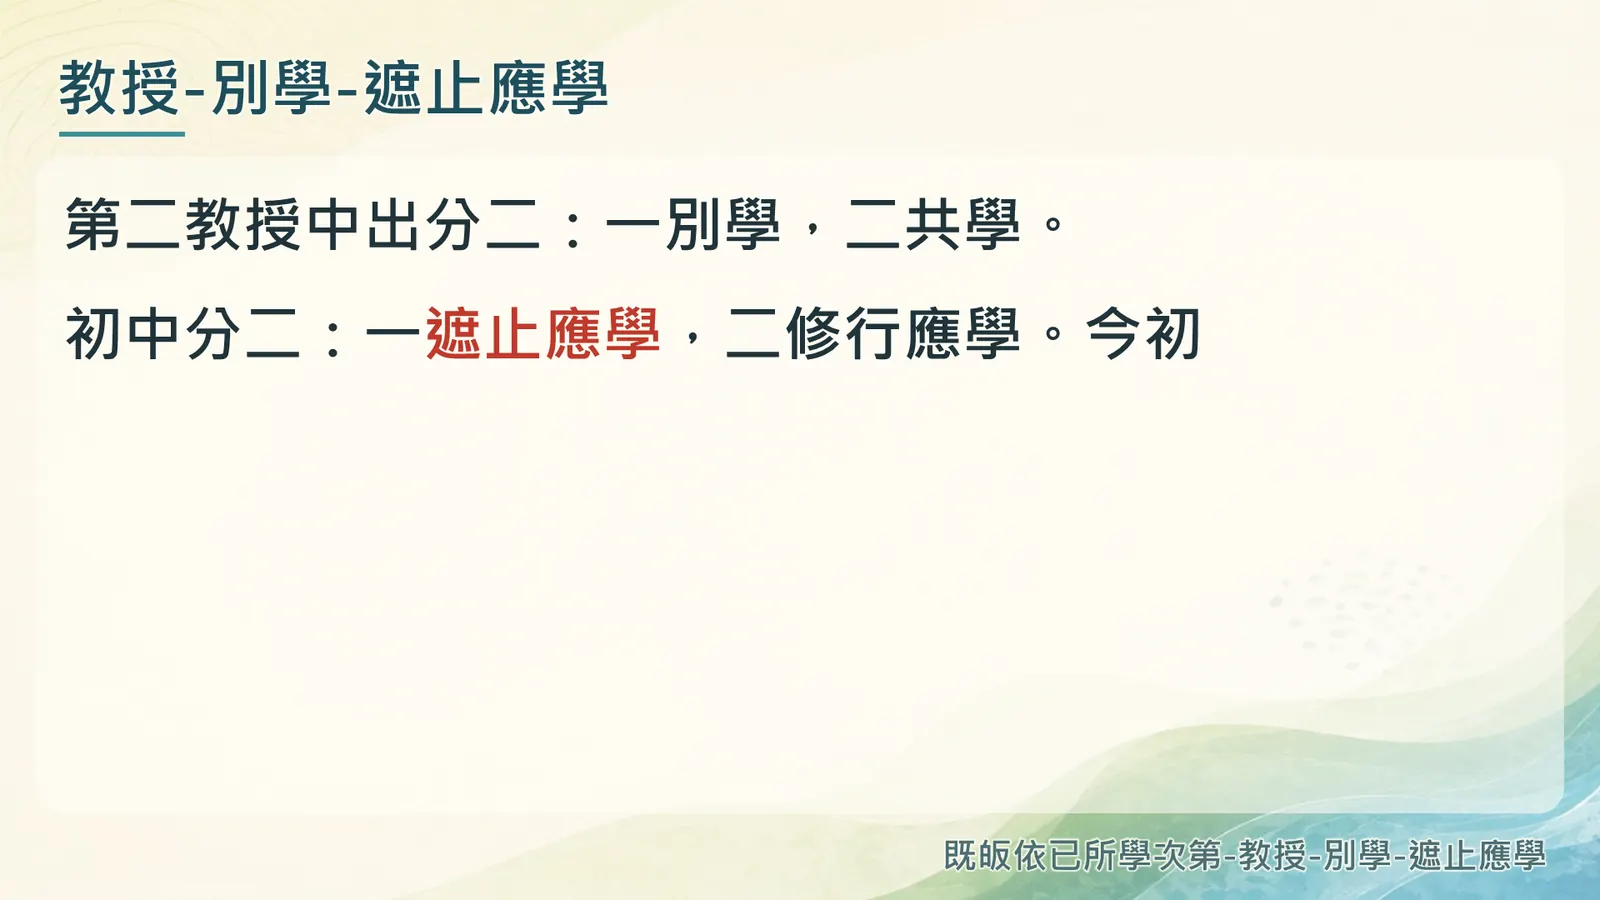 教授-別學-遮止應學
第二教授中出分二：一別學，二共學。
初中分二：一遮止應學，二修行應學。今初
既皈依已所學次第-教授-別學-遮止應學